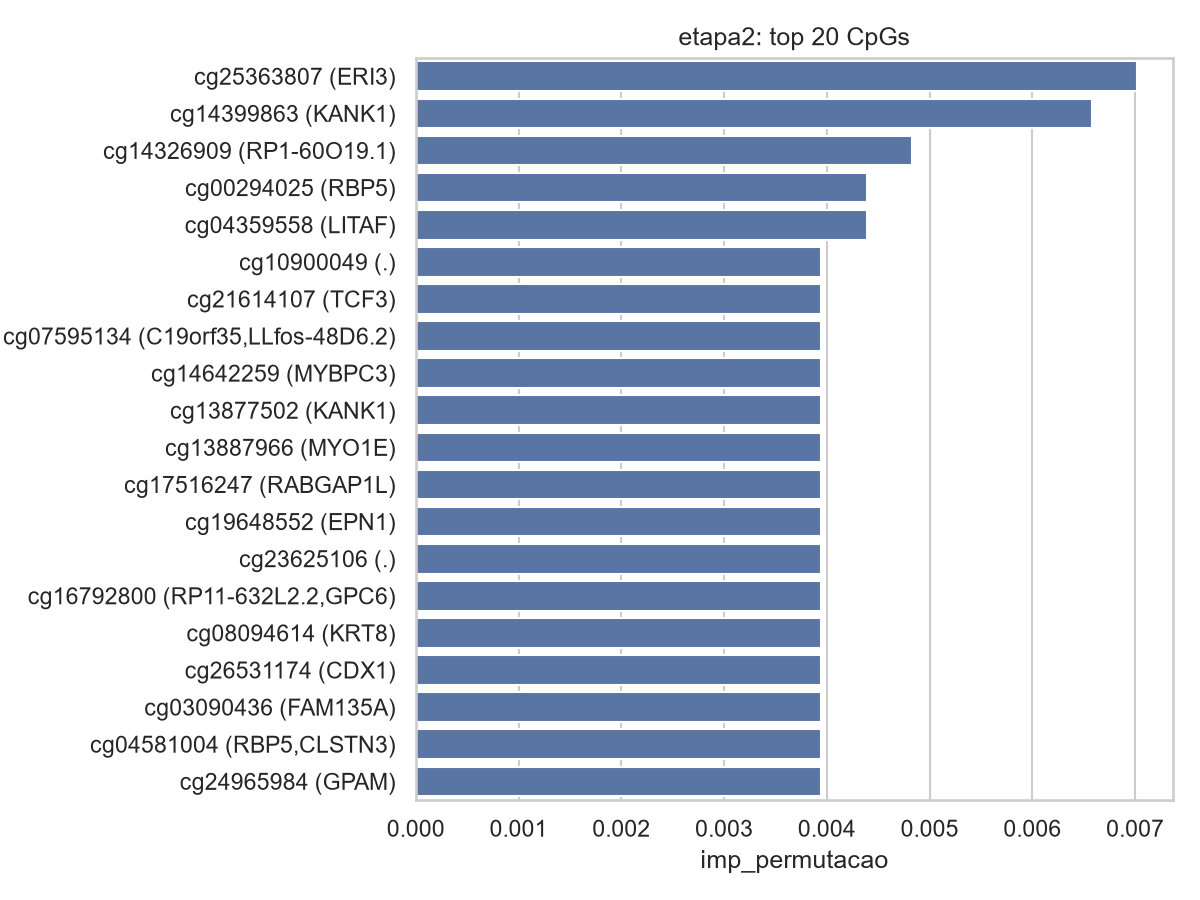 etapa2: top 20 CpGs
cg25363807 (ERI3)
cg14399863 (KANK1)
cg14326909 (RP1-60O19.1)
cg00294025 (RBP5)
cg04359558 (LITAF)
cg10900049 (.)
cg21614107 (TCF3)
cg07595134 (C19orf35,LLfos-48D6.2)
cg14642259 (MYBPC3)
cg13877502 (KANK1)
cg13887966 (MYO1E)
cg17516247 (RABGAP1L)
cg19648552 (EPN1)
cg23625106 (.)
cg16792800 (RP11-632L2.2,GPC6)
cg08094614 (KRT8)
cg26531174 (CDX1)
cg03090436 (FAM135A)
cg04581004 (RBP5,CLSTN3)
cg24965984 (GPAM)
0.000 0.001 0.002 0.003 0.004 0.005 0.006 0.007
imp_permutacao